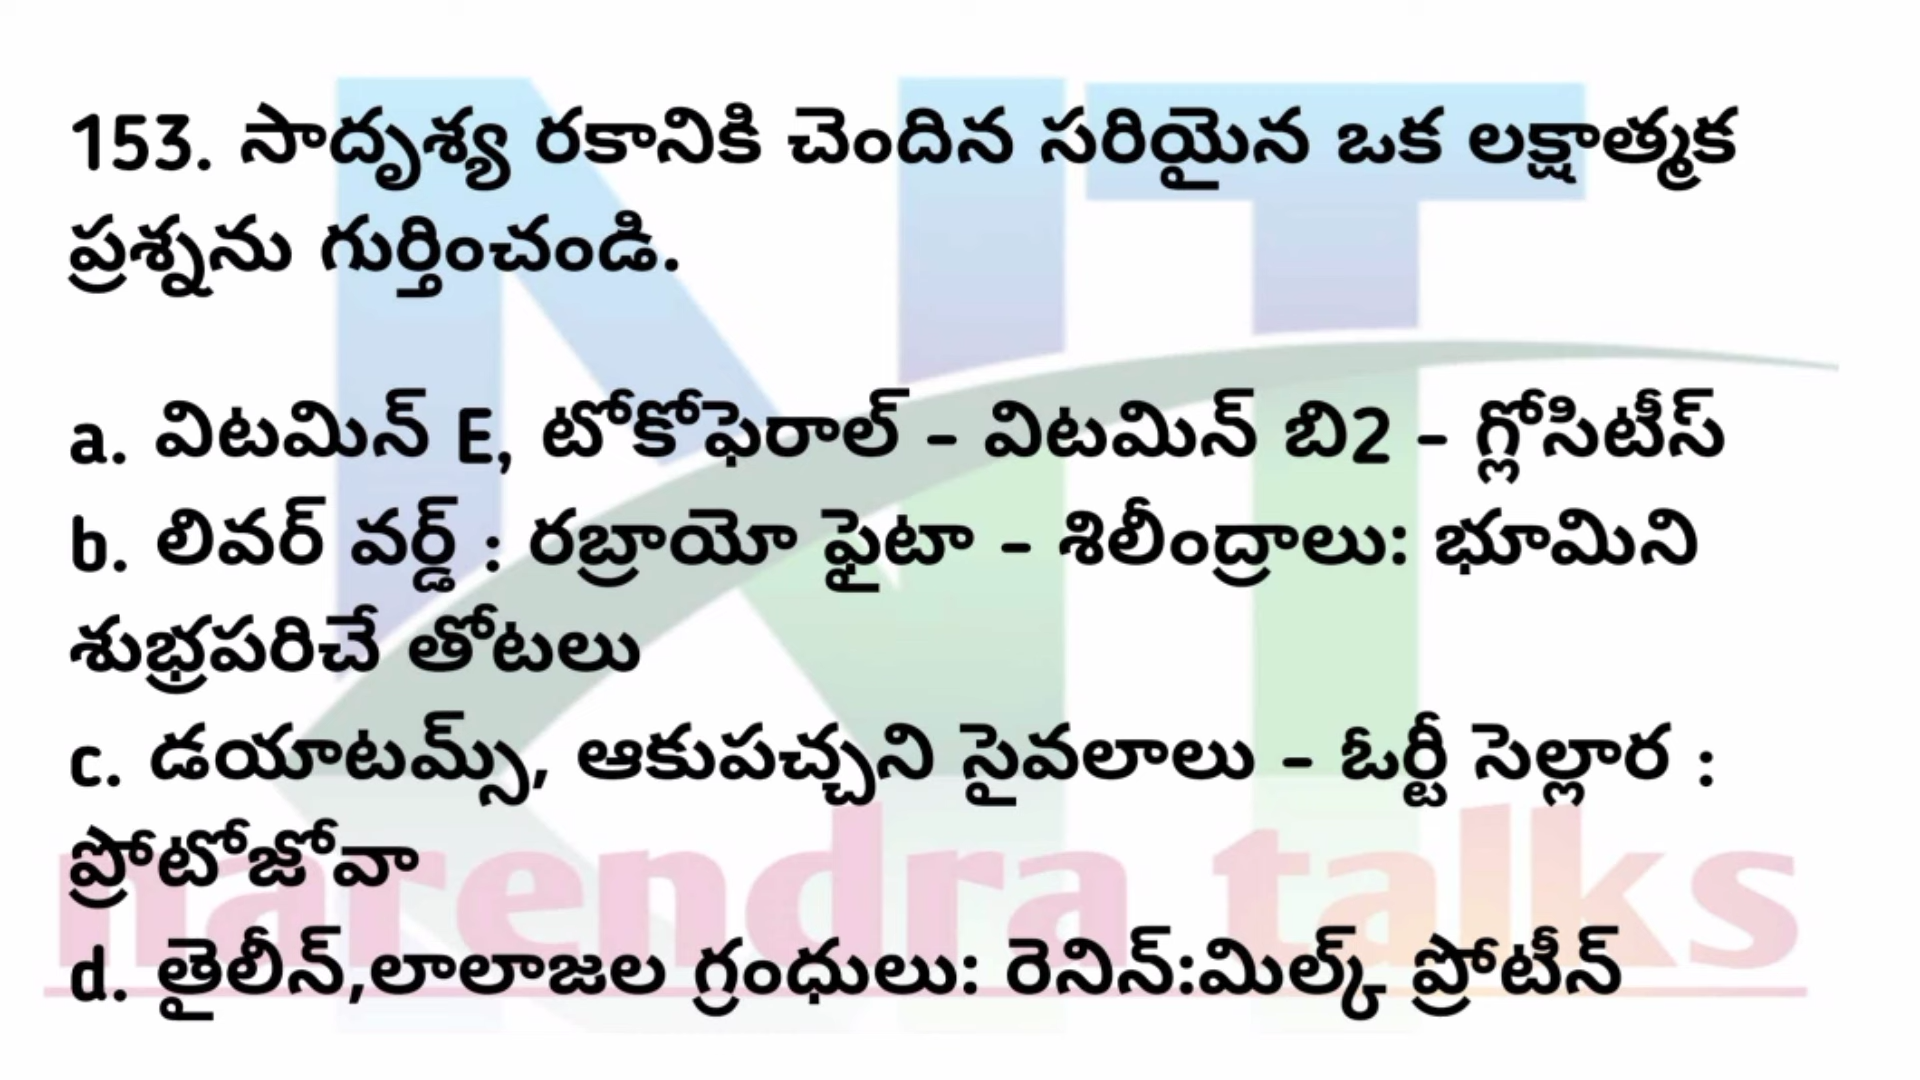 153. సాదృశ్య రకానికి చెందిన సరియైన ఒక లక్షాత్మక
ప్రశ్నను గుర్తించండి.
a. విటమిన్ E, టోకోఫెరాల్ – విటమిన్ బి2 – గ్లోసిటీస్
b. లివర్ వర్డ్ : రబ్రాయో ఫైటా – శిలీంద్రాలు: భూమిని
శుభ్రపరిచే తోటలు
c. డయాటమ్స్, ఆకుపచ్చని సైవలాలు – ఓర్టీ సెల్లార :
ప్రోటోజోవా
d. తైలీన్,లాలాజల గ్రంధులు: రెనిన్:మిల్క్ ప్రోటీన్
NIT
narendra talks